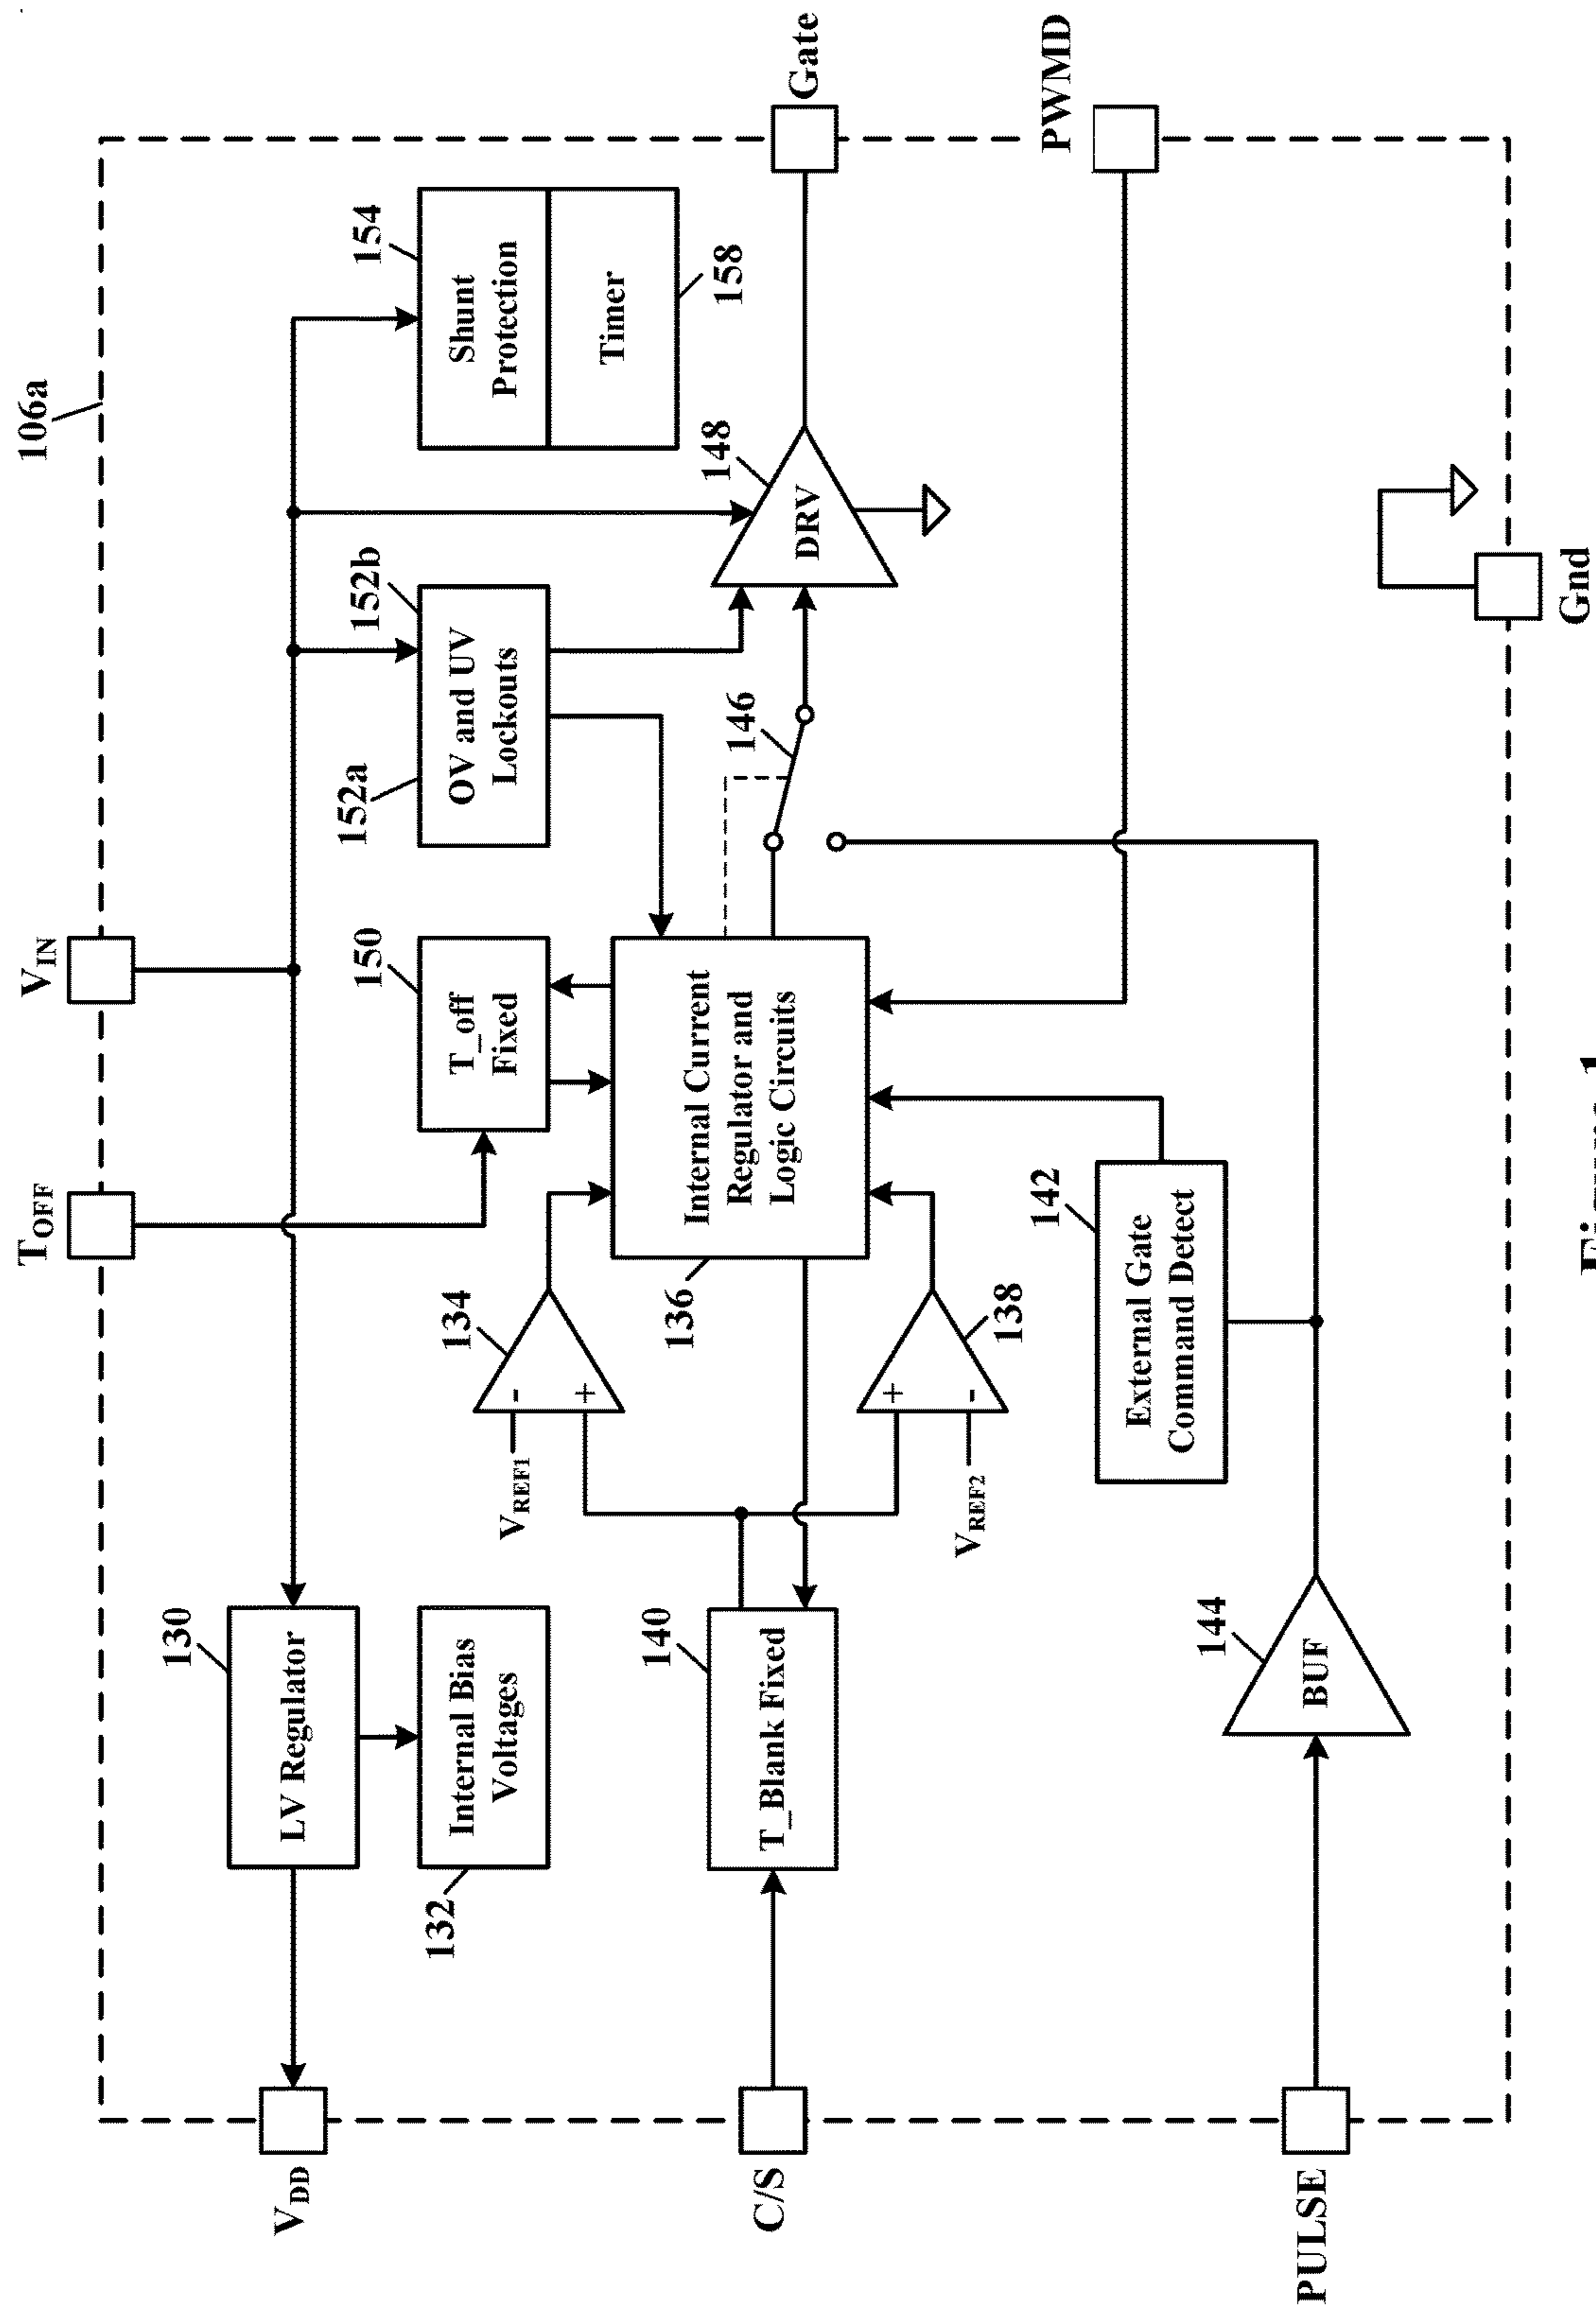 106a
TOFF
VIN
VDD
130
LV Regulator
132
Internal Bias
Voltages
150
T_off
Fixed
152a
152b
OV and UV
Lockouts
154
Shunt
Protection
Timer
158
134
-
+
VREF1
136
Internal Current
Regulator and
Logic Circuits
146
148
DRV
Gate
C/S
140
T_Blank Fixed
138
+
-
VREF2
142
External Gate
Command Detect
PWMD
PULSE
144
BUF
Gnd